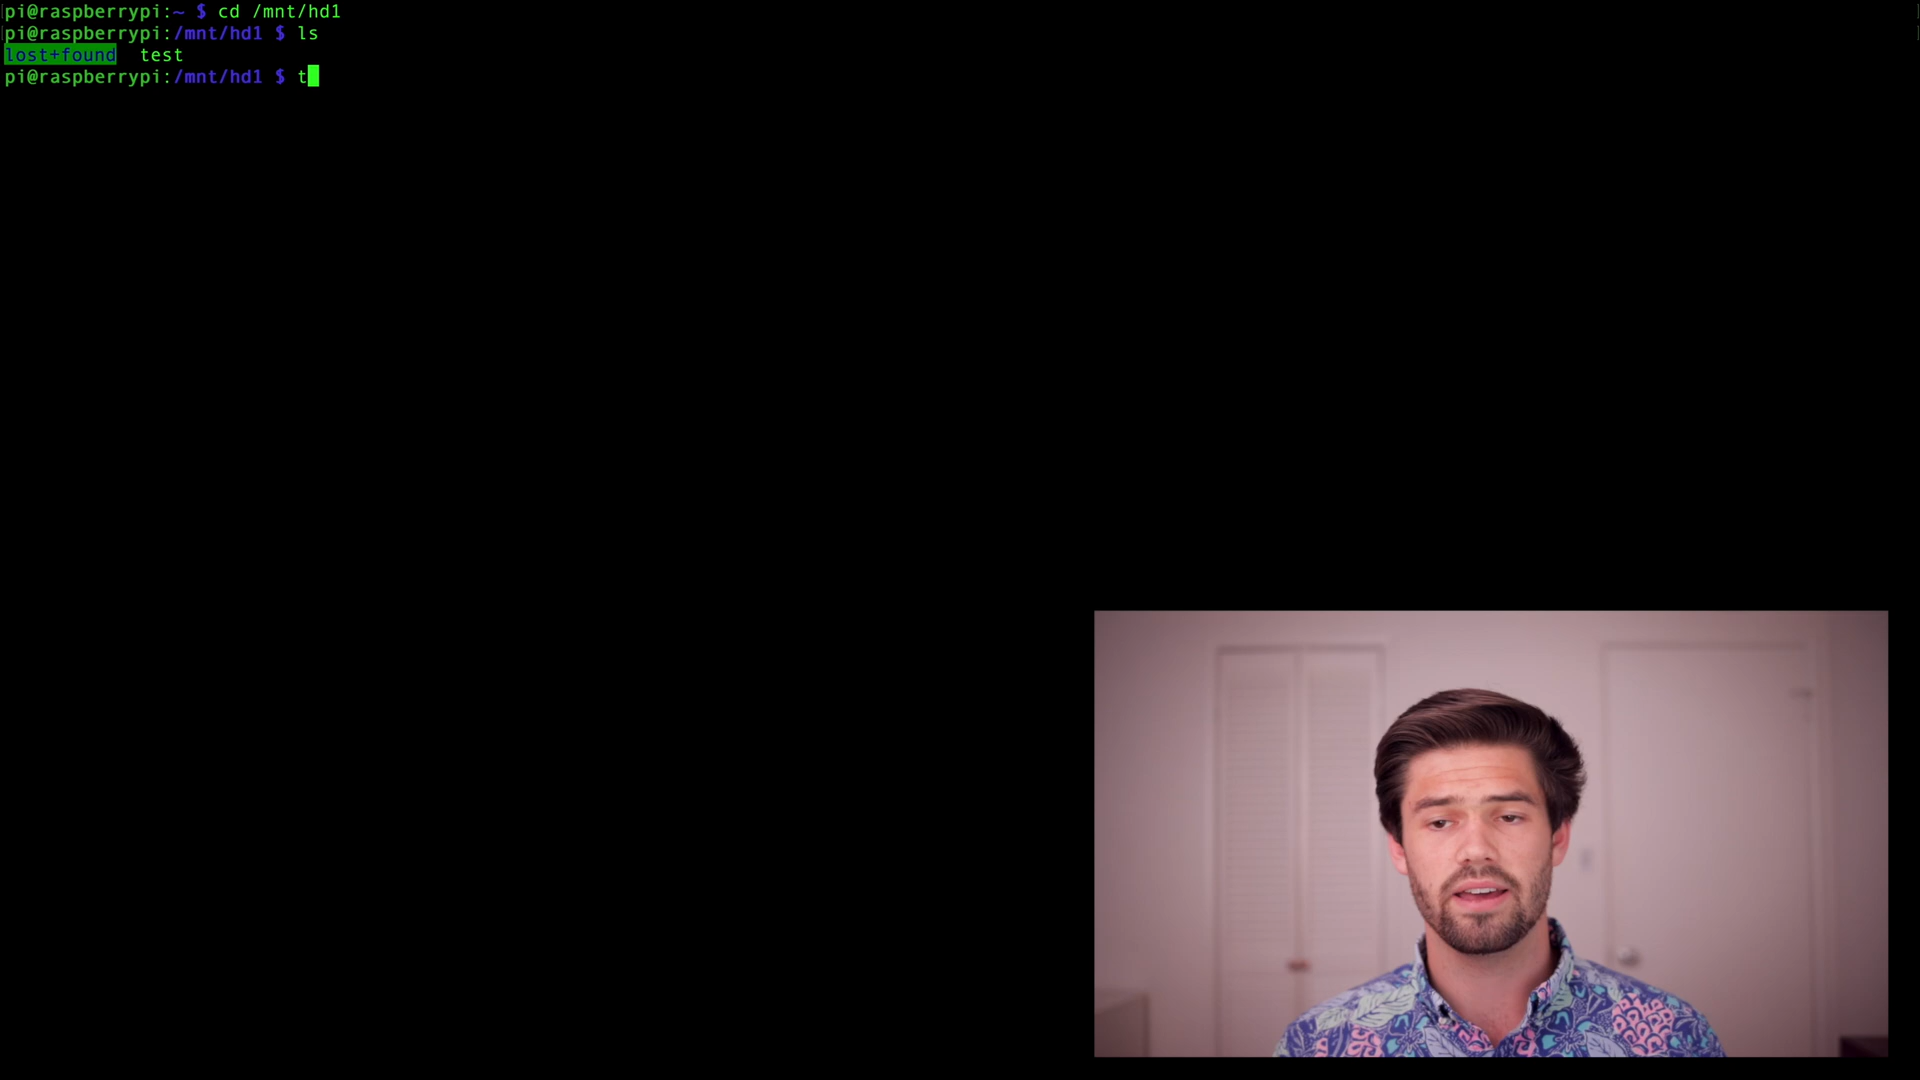 pi@raspberrypi:~ $ cd /mnt/hd1
pi@raspberrypi:/mnt/hd1 $ ls
lost+found  test
pi@raspberrypi:/mnt/hd1 $ t